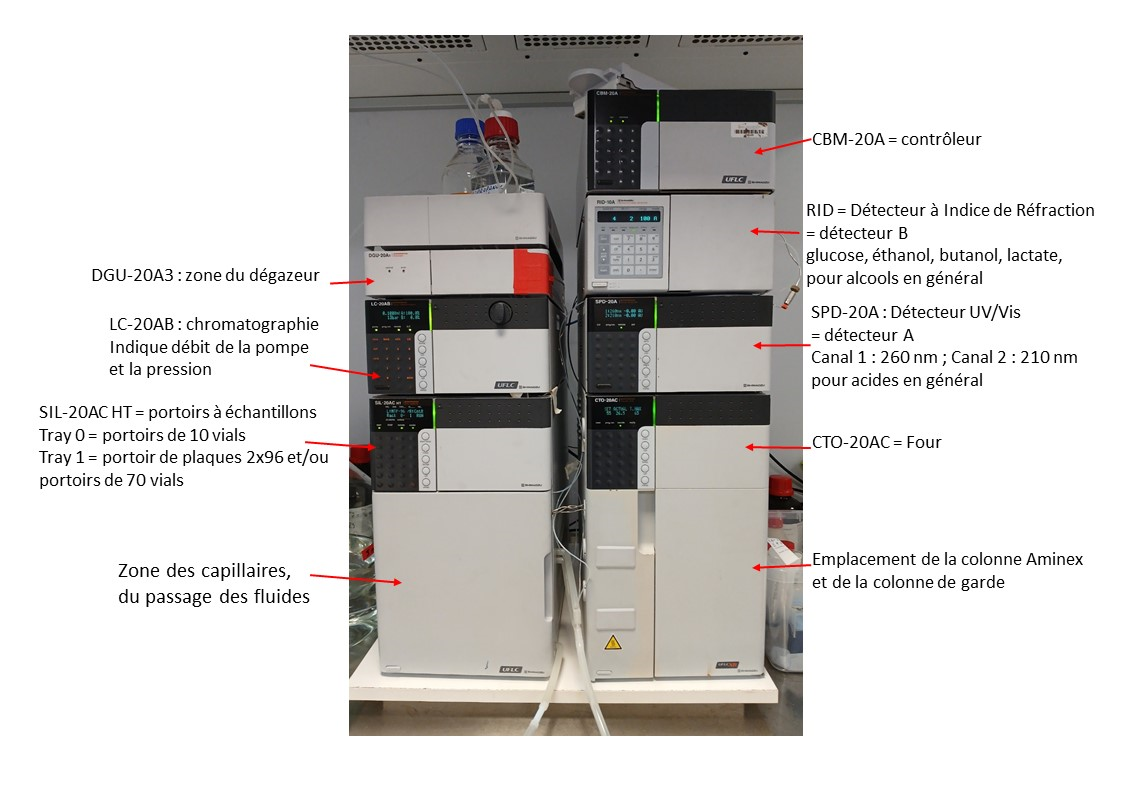 CBM-20A = contrôleur
RID = Détecteur à Indice de Réfraction
= détecteur B
glucose, éthanol, butanol, lactate,
pour alcools en général
SPD-20A : Détecteur UV/Vis
= détecteur A
Canal 1 : 260 nm ; Canal 2 : 210 nm
pour acides en général
CTO-20AC = Four
Emplacement de la colonne Aminex
et de la colonne de garde
DGU-20A3 : zone du dégazeur
LC-20AB : chromatographie
Indique débit de la pompe
et la pression
SIL-20AC HT = portoirs à échantillons
Tray 0 = portoirs de 10 vials
Tray 1 = portoir de plaques 2x96 et/ou
portoirs de 70 vials
Zone des capillaires,
du passage des fluides
CBM-20A
UFLC
RID-10A
4 2 100 A
SPD-20A
CTO-20AC
DGU-20A3
LC-20AB
UFLC
SIL-20AC HT
UFLC